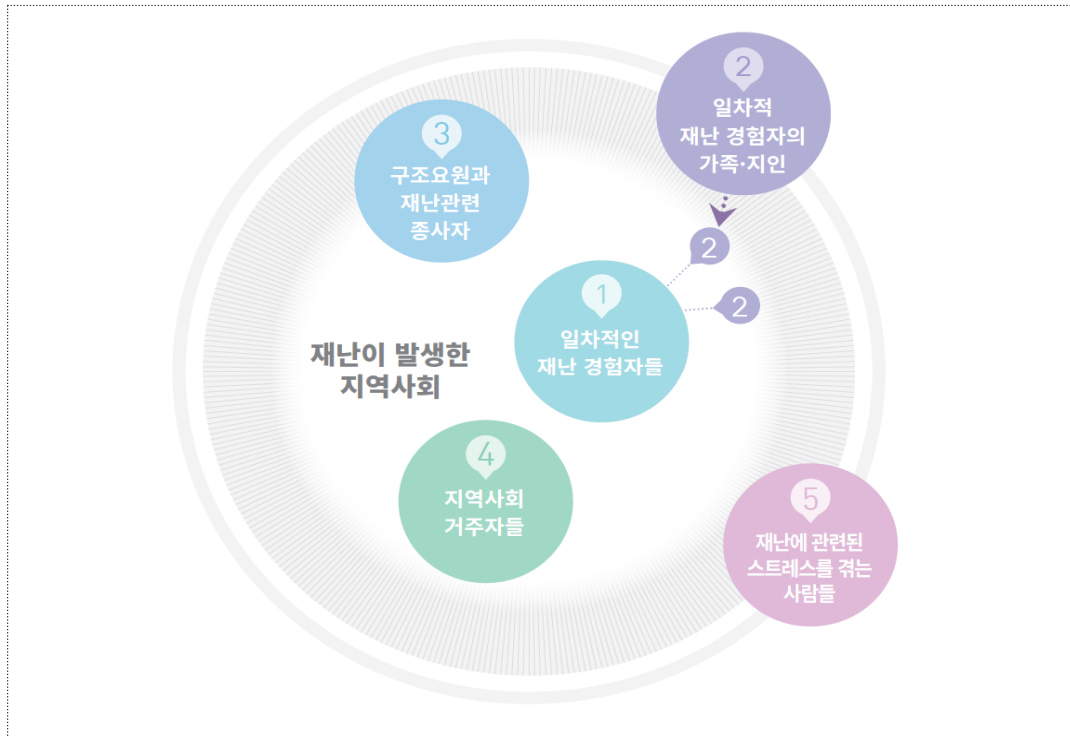 2
일차적
재난 경험자의
가족·지인
3
구조요원과
재난관련
종사자
2
1
일차적인
재난 경험자들
2
재난이 발생한
지역사회
4
지역사회
거주자들
5
재난에 관련된
스트레스를 겪는
사람들